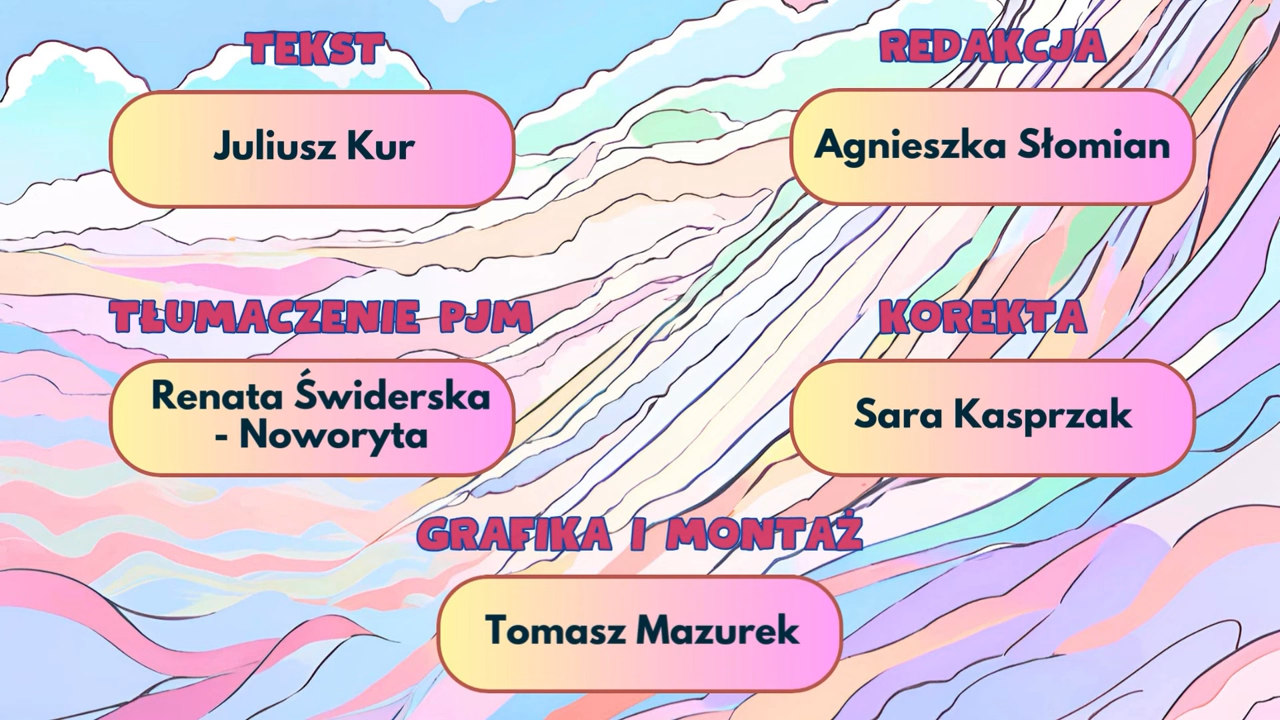 TEKST
Juliusz Kur
REDAKCJA
Agnieszka Słomian
TŁUMACZENIE PJM
Renata Świderska
- Noworyta
KOREKTA
Sara Kasprzak
GRAFIKA I MONTAŻ
Tomasz Mazurek